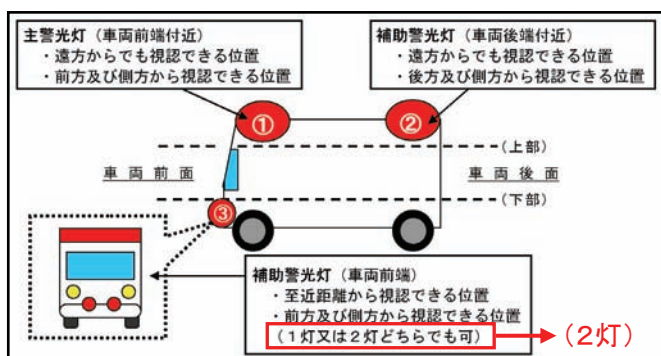 主警光灯（車両前端付近）
・遠方からでも視認できる位置
・前方及び側方から視認できる位置
補助警光灯（車両後端付近）
・遠方からでも視認できる位置
・後方及び側方から視認できる位置
①
②
（上部）
車両前面
車両後面
（下部）
③
補助警光灯（車両前端）
・至近距離から視認できる位置
・前方及び側方から視認できる位置
（１灯又は２灯どちらでも可）
（２灯）